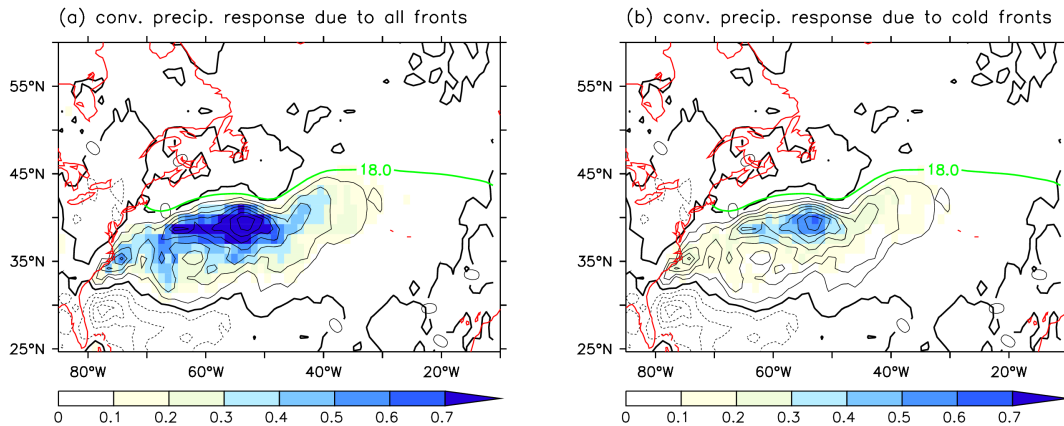 (a) conv. precip. response due to all fronts
(b) conv. precip. response due to cold fronts
55°N
45°N
35°N
25°N
18.0
80°W
60°W
40°W
20°W
0 0.1 0.2 0.3 0.4 0.5 0.6 0.7
55°N
45°N
35°N
25°N
18.0
80°W
60°W
40°W
20°W
0 0.1 0.2 0.3 0.4 0.5 0.6 0.7